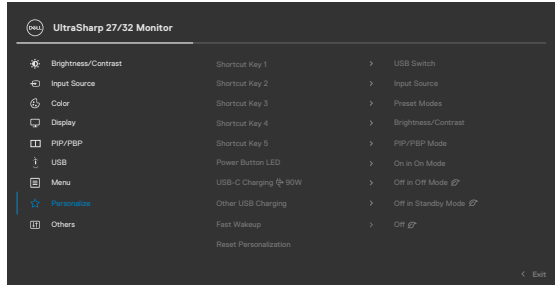 DELL UltraSharp 27/32 Monitor
Brightness/Contrast Shortcut Key 1 > USB Switch
Input Source Shortcut Key 2 > Input Source
Color Shortcut Key 3 > Preset Modes
Display Shortcut Key 4 > Brightness/Contrast
PIP/PBP Shortcut Key 5 > PIP/PBP Mode
USB Power Button LED > On in On Mode
Menu USB-C Charging 90W > Off in Off Mode
Personalize Other USB Charging > Off in Standby Mode
Others Fast Wakeup > Off
Reset Personalization
< Exit